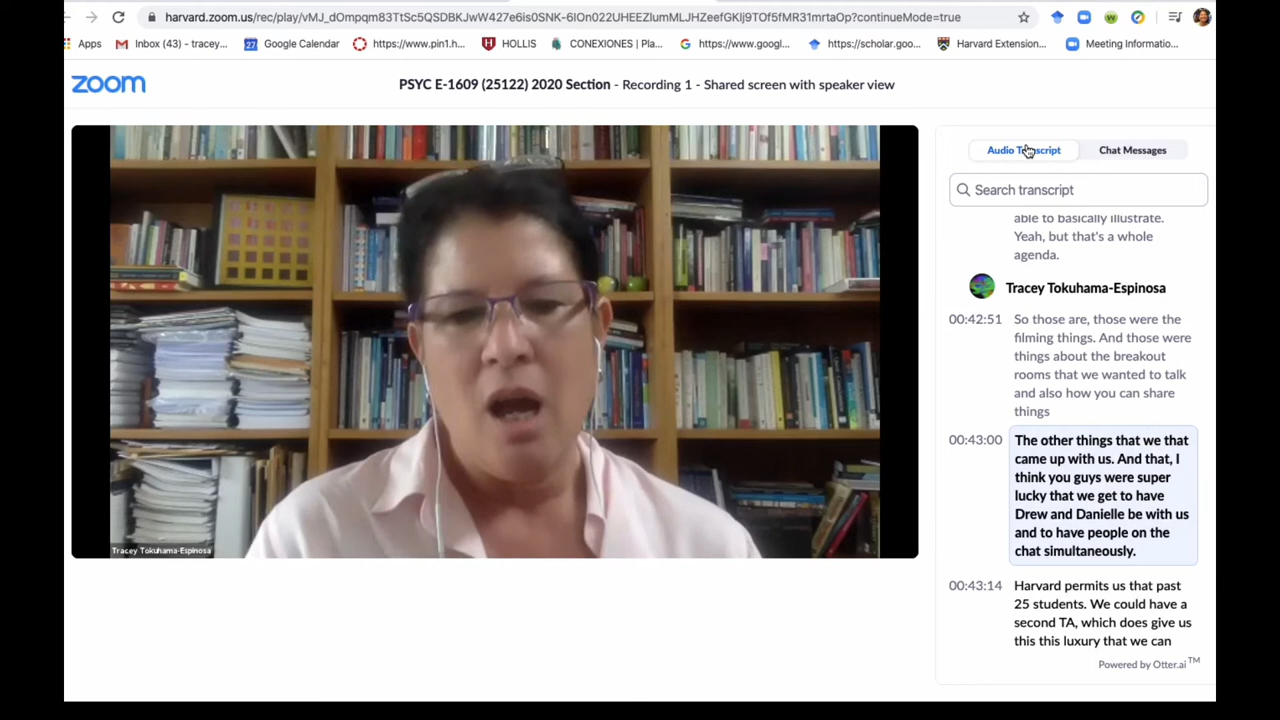 harvard.zoom.us/rec/play/vMJ_dOmpqm83TtSc5QSDBKJwW427e6is0SNK-6IOn022UHEEZlumMLJHZeefGKlj9TOf5fMR31mrtaOp?continueMode=true
Apps Inbox (43) - tracey... Google Calendar https://www.pin1.h... HOLLIS CONEXIONES | Pla... https://www.googl... https://scholar.goo... Harvard Extension... Meeting Informatio...
zoom PSYC E-1609 (25122) 2020 Section - Recording 1 - Shared screen with speaker view
Audio Transcript Chat Messages
Search transcript
able to basically illustrate.
Yeah, but that's a whole
agenda.
Tracey Tokuhama-Espinosa
00:42:51 So those are, those were the
filming things. And those were
things about the breakout
rooms that we wanted to talk
and also how you can share
things
00:43:00 The other things that we that
came up with us. And that, I
think you guys were super
lucky that we get to have
Drew and Danielle be with us
and to have people on the
chat simultaneously.
00:43:14 Harvard permits us that past
25 students. We could have a
second TA, which does give us
this this luxury that we can
Powered by Otter.ai™
Tracey Tokuhama-Espinosa